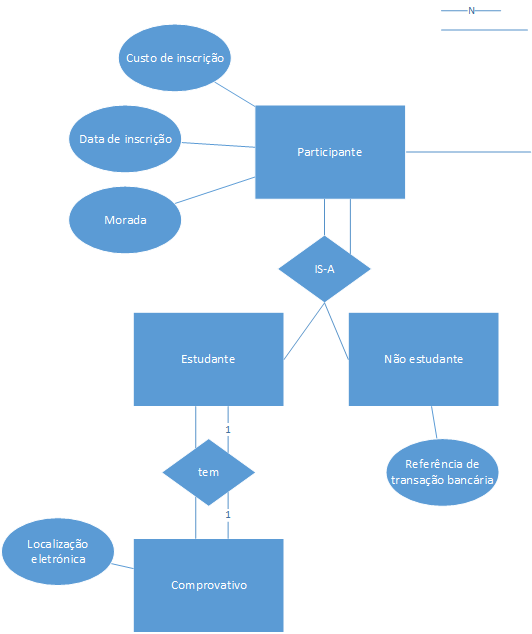 N
Custo de inscrição
Data de inscrição
Participante
Morada
IS-A
Estudante
Não estudante
1
tem
Referência de
transação bancária
1
Localização
eletrónica
Comprovativo